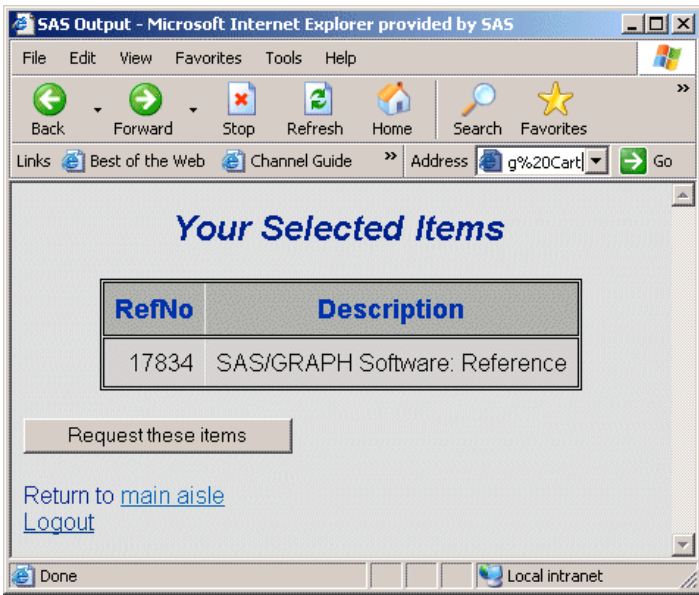 SAS Output - Microsoft Internet Explorer provided by SAS
File Edit View Favorites Tools Help
Back Forward Stop Refresh Home Search Favorites
Links Best of the Web Channel Guide » Address g%20Cart Go
Your Selected Items
RefNo Description
17834 SAS/GRAPH Software: Reference
Request these items
Return to main aisle
Logout
Done Local intranet